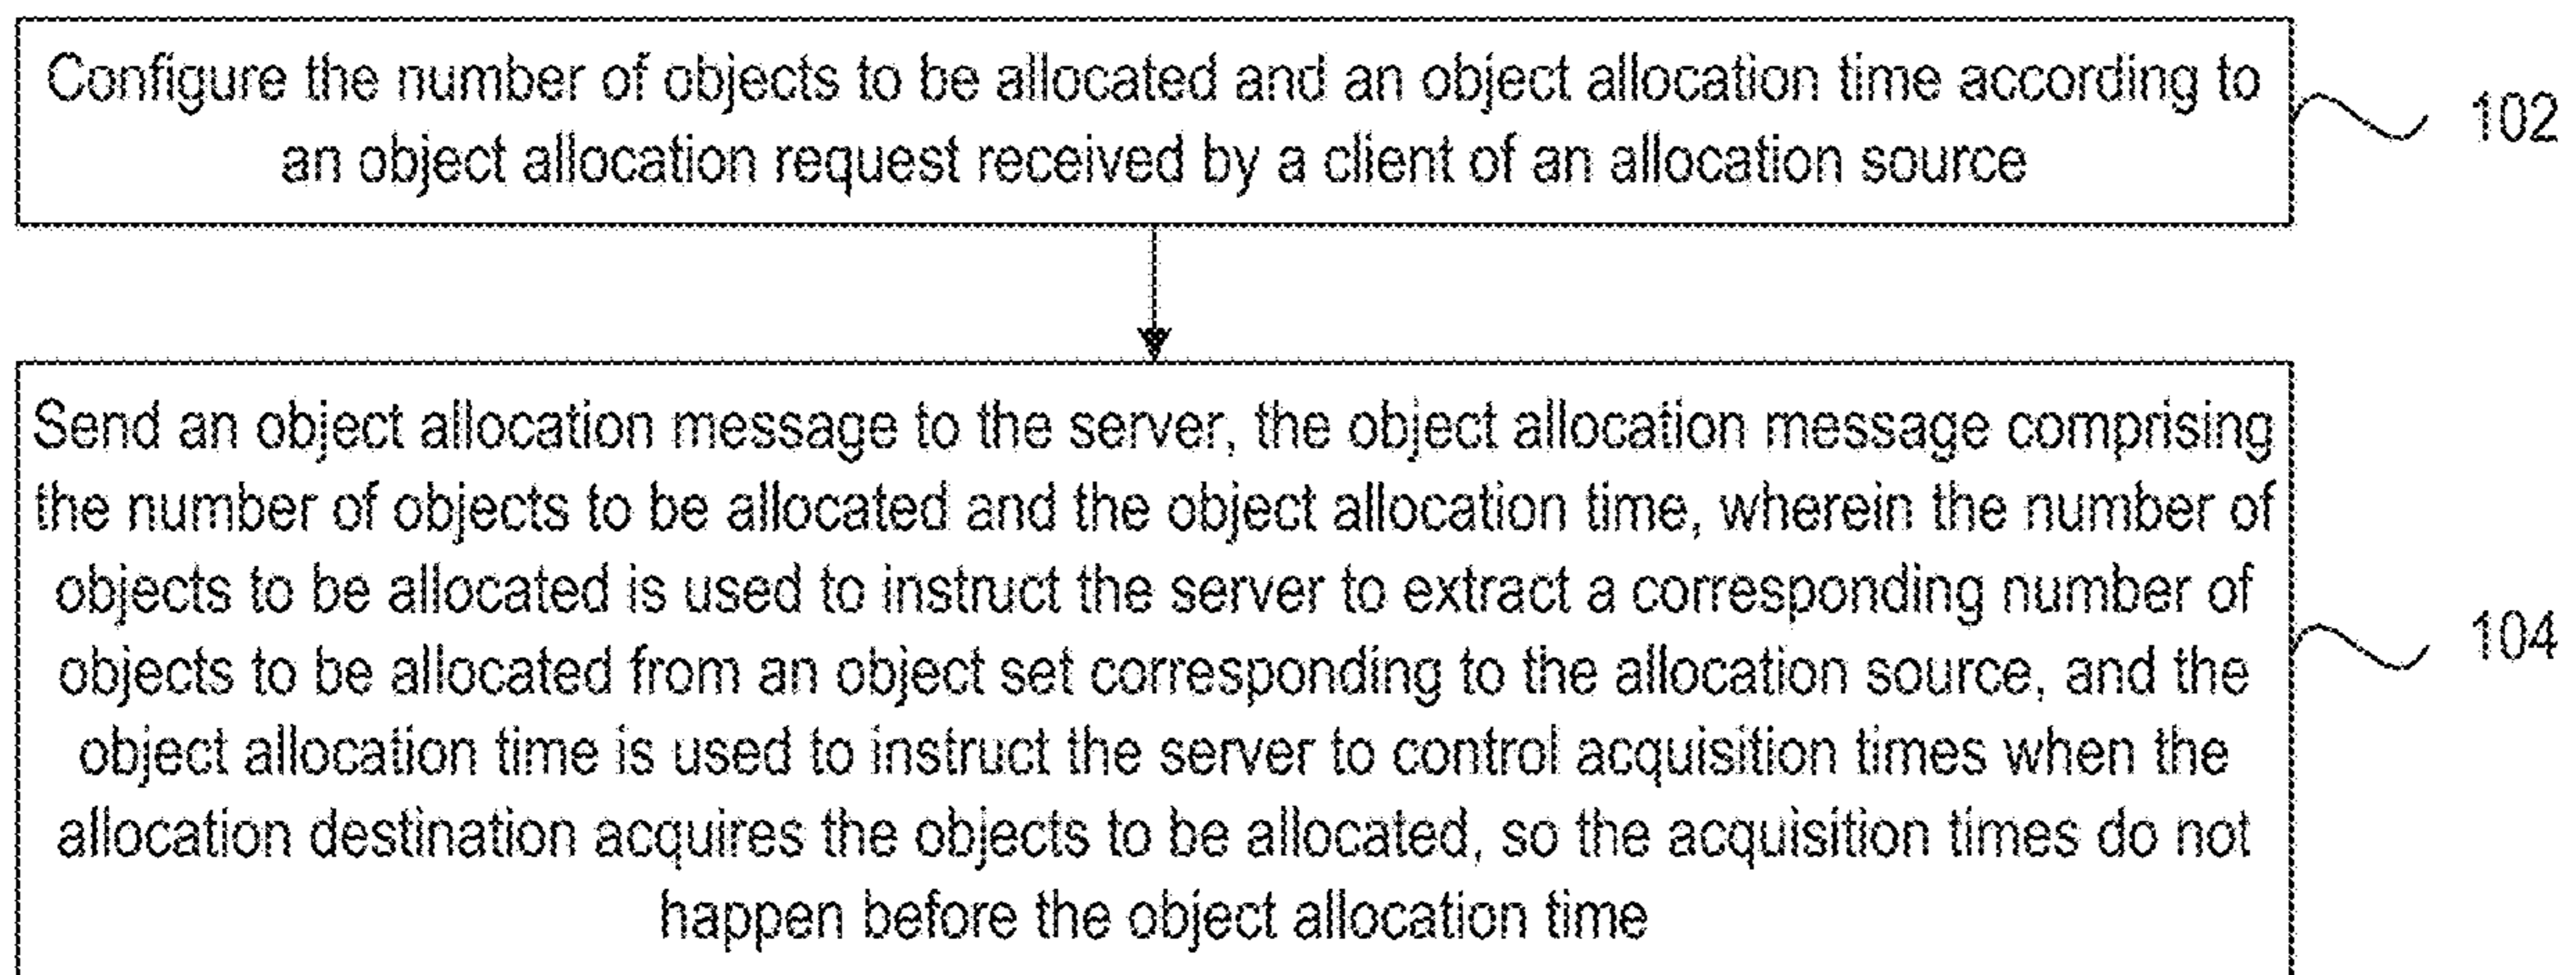 Configure the number of objects to be allocated and an object allocation time according to
an object allocation request received by a client of an allocation source
102
Send an object allocation message to the server, the object allocation message comprising
the number of objects to be allocated and the object allocation time, wherein the number of
objects to be allocated is used to instruct the server to extract a corresponding number of
objects to be allocated from an object set corresponding to the allocation source, and the
object allocation time is used to instruct the server to control acquisition times when the
allocation destination acquires the objects to be allocated, so the acquisition times do not
happen before the object allocation time
104